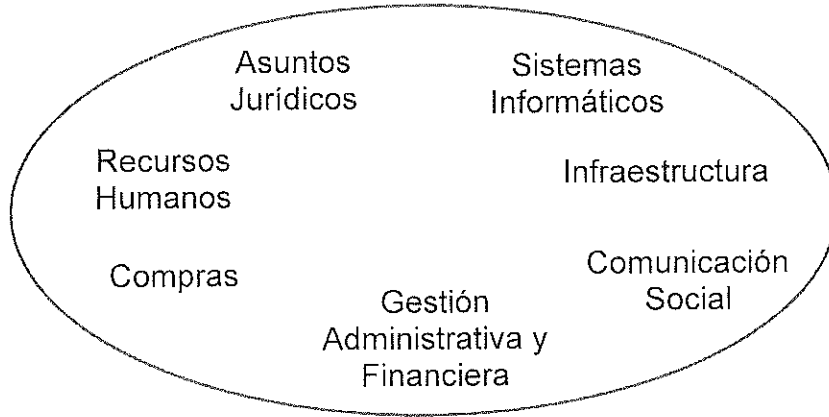 Asuntos
Jurídicos
Sistemas
Informáticos
Recursos
Humanos
Infraestructura
Compras
Comunicación
Social
Gestión
Administrativa y
Financiera